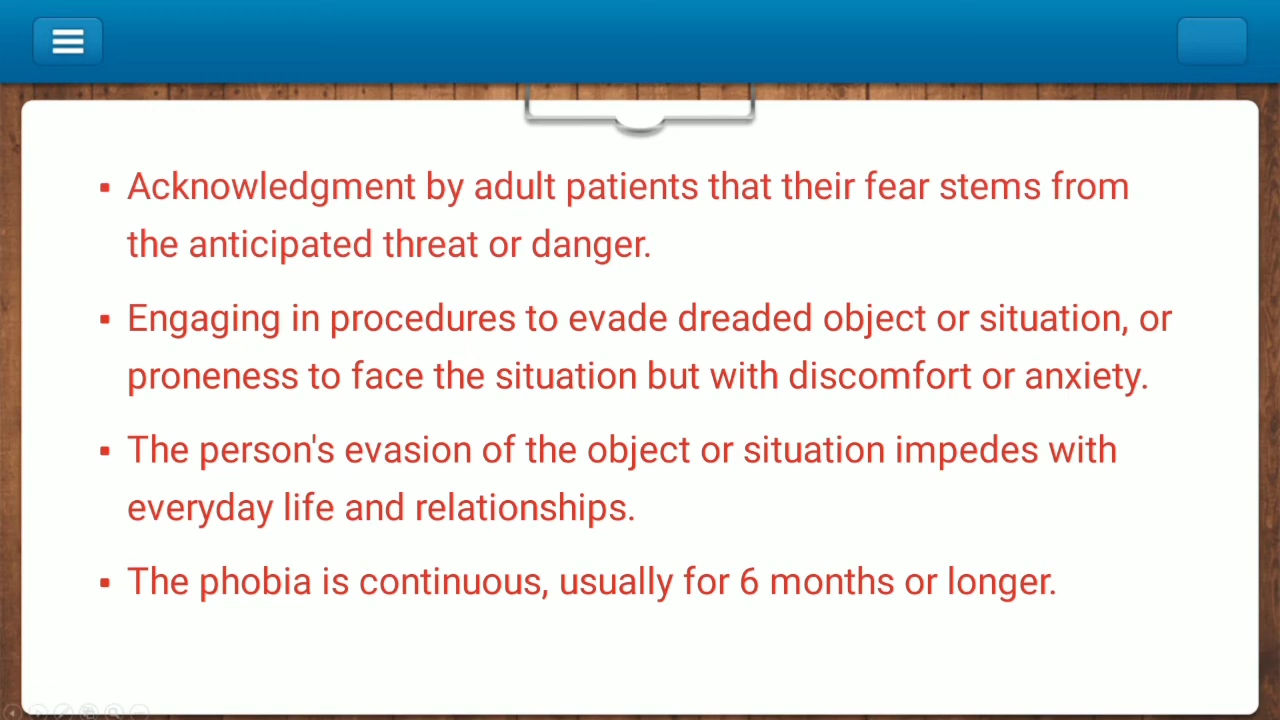 ▪ Acknowledgment by adult patients that their fear stems from
the anticipated threat or danger.
▪ Engaging in procedures to evade dreaded object or situation, or
proneness to face the situation but with discomfort or anxiety.
▪ The person's evasion of the object or situation impedes with
everyday life and relationships.
▪ The phobia is continuous, usually for 6 months or longer.